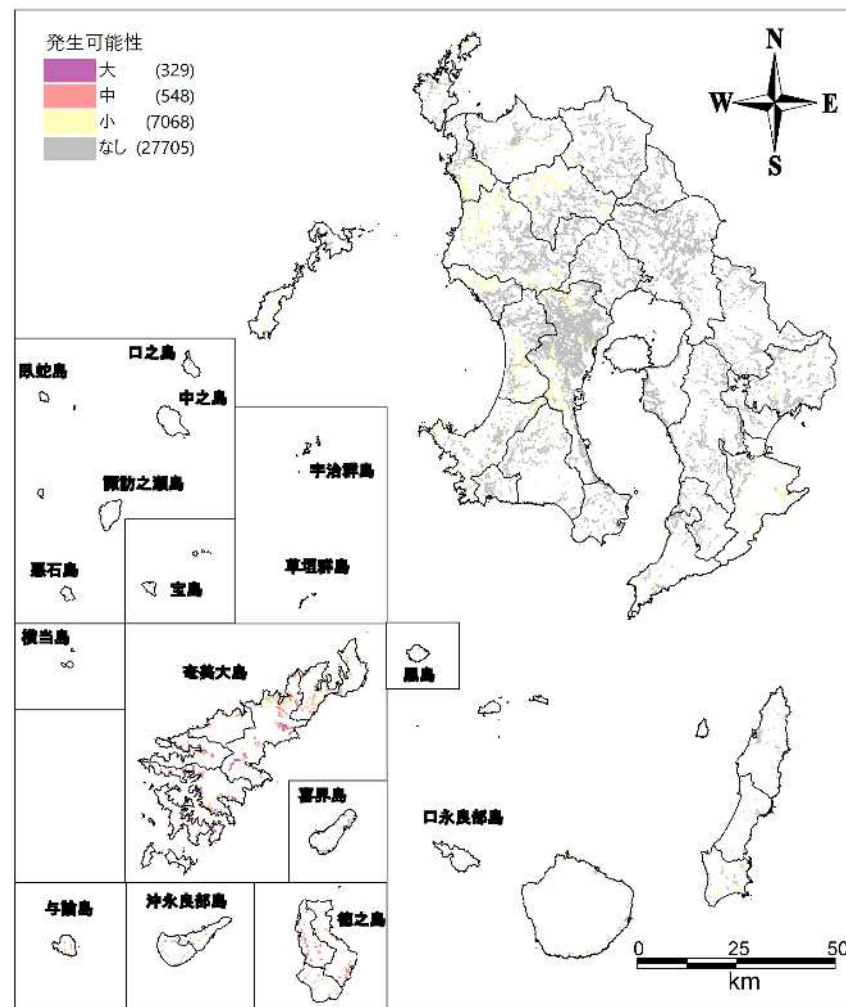 発生可能性
大 (329)
中 (548)
小 (7068)
なし (27705)
N
W E
S
口之島
臥蛇島
中之島
宇治群島
諏訪之瀬島
悪石島
宝島
草垣群島
横当島
奄美大島
黒島
喜界島
口永良部島
与論島
沖永良部島
徳之島
0 25 50
km